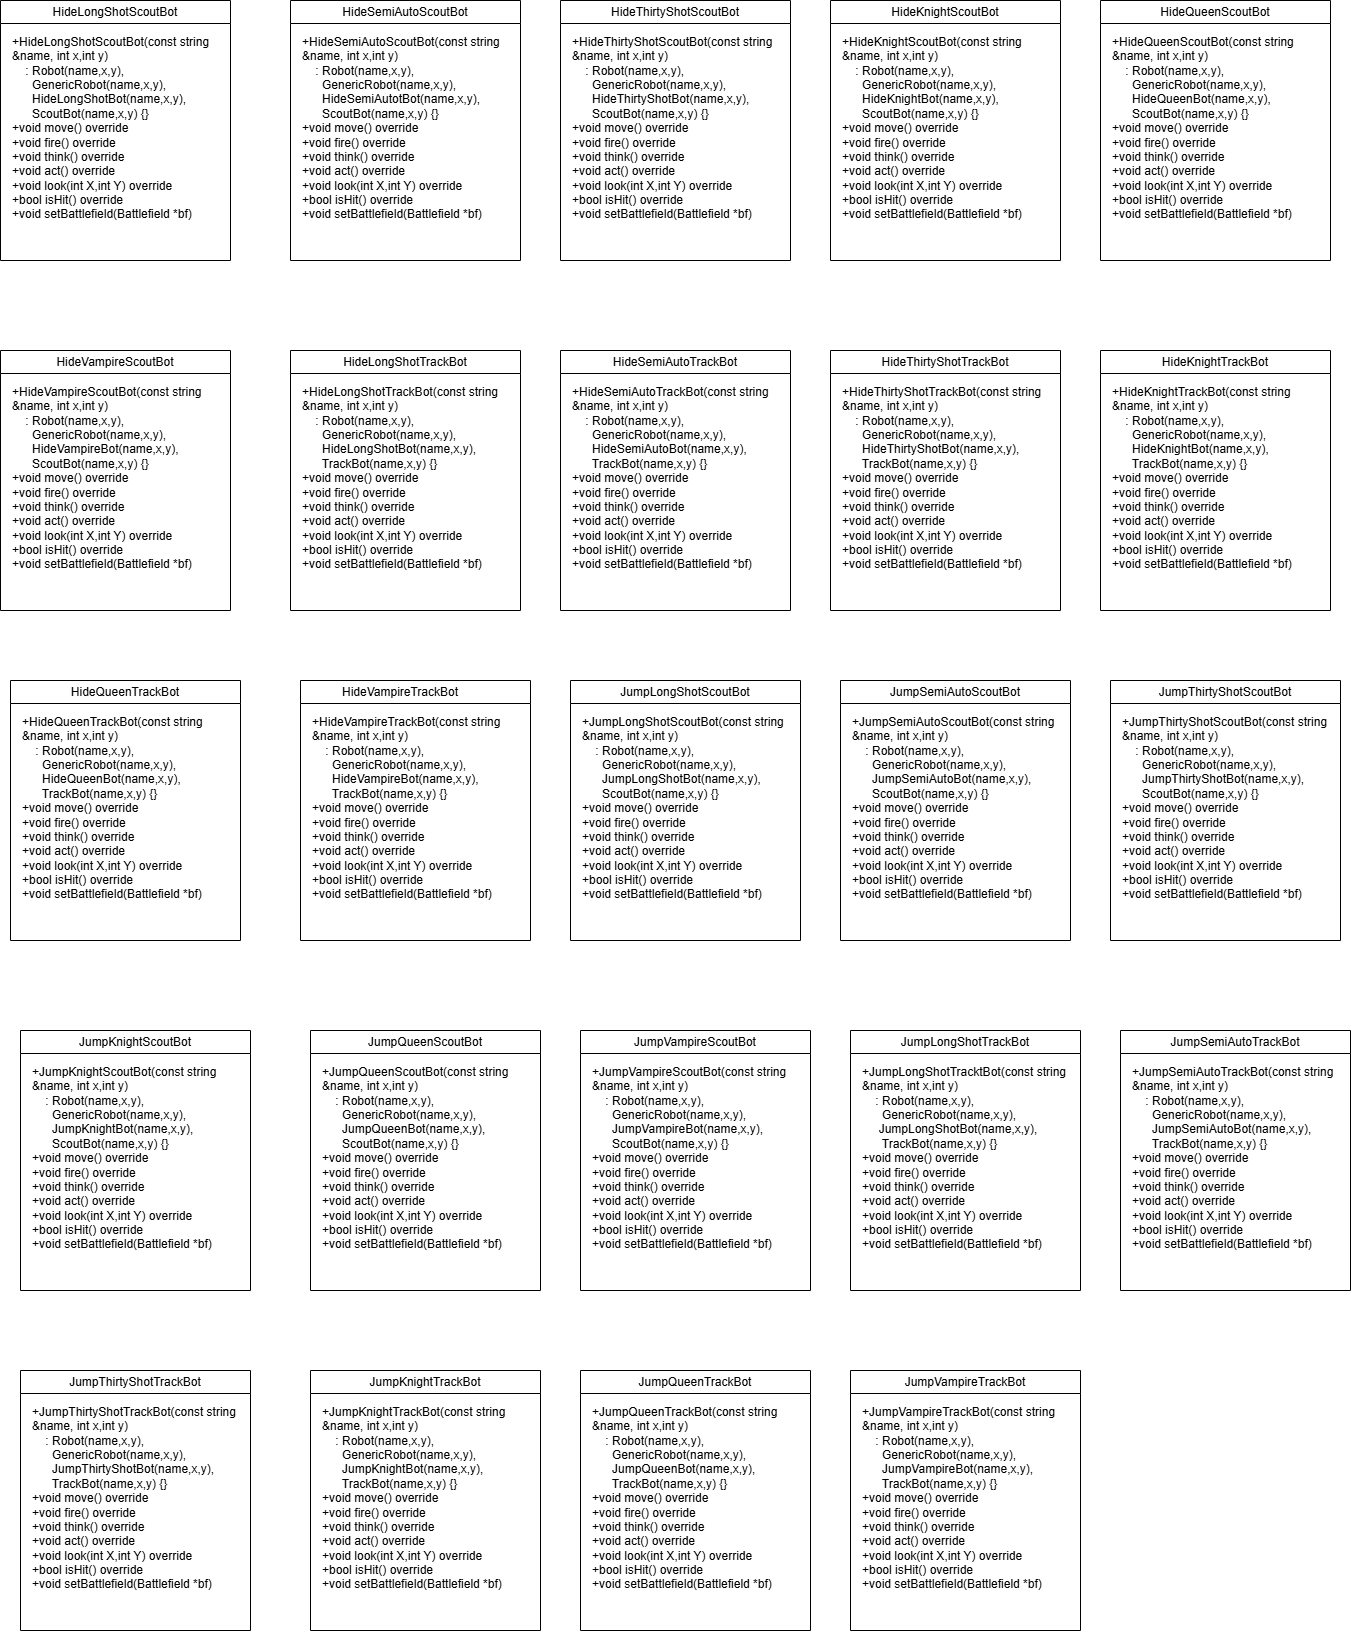 HideLongShotScoutBot
+HideLongShotScoutBot(const string
&name, int x,int y)
: Robot(name,x,y),
GenericRobot(name,x,y),
HideLongShotBot(name,x,y),
ScoutBot(name,x,y) {}
+void move() override
+void fire() override
+void think() override
+void act() override
+void look(int X,int Y) override
+bool isHit() override
+void setBattlefield(Battlefield *bf)
HideSemiAutoScoutBot
+HideSemiAutoScoutBot(const string
&name, int x,int y)
: Robot(name,x,y),
GenericRobot(name,x,y),
HideSemiAutotBot(name,x,y),
ScoutBot(name,x,y) {}
+void move() override
+void fire() override
+void think() override
+void act() override
+void look(int X,int Y) override
+bool isHit() override
+void setBattlefield(Battlefield *bf)
HideThirtyShotScoutBot
+HideThirtyShotScoutBot(const string
&name, int x,int y)
: Robot(name,x,y),
GenericRobot(name,x,y),
HideThirtyShotBot(name,x,y),
ScoutBot(name,x,y) {}
+void move() override
+void fire() override
+void think() override
+void act() override
+void look(int X,int Y) override
+bool isHit() override
+void setBattlefield(Battlefield *bf)
HideKnightScoutBot
+HideKnightScoutBot(const string
&name, int x,int y)
: Robot(name,x,y),
GenericRobot(name,x,y),
HideKnightBot(name,x,y),
ScoutBot(name,x,y) {}
+void move() override
+void fire() override
+void think() override
+void act() override
+void look(int X,int Y) override
+bool isHit() override
+void setBattlefield(Battlefield *bf)
HideQueenScoutBot
+HideQueenScoutBot(const string
&name, int x,int y)
: Robot(name,x,y),
GenericRobot(name,x,y),
HideQueenBot(name,x,y),
ScoutBot(name,x,y) {}
+void move() override
+void fire() override
+void think() override
+void act() override
+void look(int X,int Y) override
+bool isHit() override
+void setBattlefield(Battlefield *bf)
HideVampireScoutBot
+HideVampireScoutBot(const string
&name, int x,int y)
: Robot(name,x,y),
GenericRobot(name,x,y),
HideVampireBot(name,x,y),
ScoutBot(name,x,y) {}
+void move() override
+void fire() override
+void think() override
+void act() override
+void look(int X,int Y) override
+bool isHit() override
+void setBattlefield(Battlefield *bf)
HideLongShotTrackBot
+HideLongShotTrackBot(const string
&name, int x,int y)
: Robot(name,x,y),
GenericRobot(name,x,y),
HideLongShotBot(name,x,y),
TrackBot(name,x,y) {}
+void move() override
+void fire() override
+void think() override
+void act() override
+void look(int X,int Y) override
+bool isHit() override
+void setBattlefield(Battlefield *bf)
HideSemiAutoTrackBot
+HideSemiAutoTrackBot(const string
&name, int x,int y)
: Robot(name,x,y),
GenericRobot(name,x,y),
HideSemiAutoBot(name,x,y),
TrackBot(name,x,y) {}
+void move() override
+void fire() override
+void think() override
+void act() override
+void look(int X,int Y) override
+bool isHit() override
+void setBattlefield(Battlefield *bf)
HideThirtyShotTrackBot
+HideThirtyShotTrackBot(const string
&name, int x,int y)
: Robot(name,x,y),
GenericRobot(name,x,y),
HideThirtyShotBot(name,x,y),
TrackBot(name,x,y) {}
+void move() override
+void fire() override
+void think() override
+void act() override
+void look(int X,int Y) override
+bool isHit() override
+void setBattlefield(Battlefield *bf)
HideKnightTrackBot
+HideKnightTrackBot(const string
&name, int x,int y)
: Robot(name,x,y),
GenericRobot(name,x,y),
HideKnightBot(name,x,y),
TrackBot(name,x,y) {}
+void move() override
+void fire() override
+void think() override
+void act() override
+void look(int X,int Y) override
+bool isHit() override
+void setBattlefield(Battlefield *bf)
HideQueenTrackBot
+HideQueenTrackBot(const string
&name, int x,int y)
: Robot(name,x,y),
GenericRobot(name,x,y),
HideQueenBot(name,x,y),
TrackBot(name,x,y) {}
+void move() override
+void fire() override
+void think() override
+void act() override
+void look(int X,int Y) override
+bool isHit() override
+void setBattlefield(Battlefield *bf)
HideVampireTrackBot
+HideVampireTrackBot(const string
&name, int x,int y)
: Robot(name,x,y),
GenericRobot(name,x,y),
HideVampireBot(name,x,y),
TrackBot(name,x,y) {}
+void move() override
+void fire() override
+void think() override
+void act() override
+void look(int X,int Y) override
+bool isHit() override
+void setBattlefield(Battlefield *bf)
JumpLongShotScoutBot
+JumpLongShotScoutBot(const string
&name, int x,int y)
: Robot(name,x,y),
GenericRobot(name,x,y),
JumpLongShotBot(name,x,y),
ScoutBot(name,x,y) {}
+void move() override
+void fire() override
+void think() override
+void act() override
+void look(int X,int Y) override
+bool isHit() override
+void setBattlefield(Battlefield *bf)
JumpSemiAutoScoutBot
+JumpSemiAutoScoutBot(const string
&name, int x,int y)
: Robot(name,x,y),
GenericRobot(name,x,y),
JumpSemiAutoBot(name,x,y),
ScoutBot(name,x,y) {}
+void move() override
+void fire() override
+void think() override
+void act() override
+void look(int X,int Y) override
+bool isHit() override
+void setBattlefield(Battlefield *bf)
JumpThirtyShotScoutBot
+JumpThirtyShotScoutBot(const string
&name, int x,int y)
: Robot(name,x,y),
GenericRobot(name,x,y),
JumpThirtyShotBot(name,x,y),
ScoutBot(name,x,y) {}
+void move() override
+void fire() override
+void think() override
+void act() override
+void look(int X,int Y) override
+bool isHit() override
+void setBattlefield(Battlefield *bf)
JumpKnightScoutBot
+JumpKnightScoutBot(const string
&name, int x,int y)
: Robot(name,x,y),
GenericRobot(name,x,y),
JumpKnightBot(name,x,y),
ScoutBot(name,x,y) {}
+void move() override
+void fire() override
+void think() override
+void act() override
+void look(int X,int Y) override
+bool isHit() override
+void setBattlefield(Battlefield *bf)
JumpQueenScoutBot
+JumpQueenScoutBot(const string
&name, int x,int y)
: Robot(name,x,y),
GenericRobot(name,x,y),
JumpQueenBot(name,x,y),
ScoutBot(name,x,y) {}
+void move() override
+void fire() override
+void think() override
+void act() override
+void look(int X,int Y) override
+bool isHit() override
+void setBattlefield(Battlefield *bf)
JumpVampireScoutBot
+JumpVampireScoutBot(const string
&name, int x,int y)
: Robot(name,x,y),
GenericRobot(name,x,y),
JumpVampireBot(name,x,y),
ScoutBot(name,x,y) {}
+void move() override
+void fire() override
+void think() override
+void act() override
+void look(int X,int Y) override
+bool isHit() override
+void setBattlefield(Battlefield *bf)
JumpLongShotTrackBot
+JumpLongShotTracktBot(const string
&name, int x,int y)
: Robot(name,x,y),
GenericRobot(name,x,y),
JumpLongShotBot(name,x,y),
TrackBot(name,x,y) {}
+void move() override
+void fire() override
+void think() override
+void act() override
+void look(int X,int Y) override
+bool isHit() override
+void setBattlefield(Battlefield *bf)
JumpSemiAutoTrackBot
+JumpSemiAutoTrackBot(const string
&name, int x,int y)
: Robot(name,x,y),
GenericRobot(name,x,y),
JumpSemiAutoBot(name,x,y),
TrackBot(name,x,y) {}
+void move() override
+void fire() override
+void think() override
+void act() override
+void look(int X,int Y) override
+bool isHit() override
+void setBattlefield(Battlefield *bf)
JumpThirtyShotTrackBot
+JumpThirtyShotTrackBot(const string
&name, int x,int y)
: Robot(name,x,y),
GenericRobot(name,x,y),
JumpThirtyShotBot(name,x,y),
TrackBot(name,x,y) {}
+void move() override
+void fire() override
+void think() override
+void act() override
+void look(int X,int Y) override
+bool isHit() override
+void setBattlefield(Battlefield *bf)
JumpKnightTrackBot
+JumpKnightTrackBot(const string
&name, int x,int y)
: Robot(name,x,y),
GenericRobot(name,x,y),
JumpKnightBot(name,x,y),
TrackBot(name,x,y) {}
+void move() override
+void fire() override
+void think() override
+void act() override
+void look(int X,int Y) override
+bool isHit() override
+void setBattlefield(Battlefield *bf)
JumpQueenTrackBot
+JumpQueenTrackBot(const string
&name, int x,int y)
: Robot(name,x,y),
GenericRobot(name,x,y),
JumpQueenBot(name,x,y),
TrackBot(name,x,y) {}
+void move() override
+void fire() override
+void think() override
+void act() override
+void look(int X,int Y) override
+bool isHit() override
+void setBattlefield(Battlefield *bf)
JumpVampireTrackBot
+JumpVampireTrackBot(const string
&name, int x,int y)
: Robot(name,x,y),
GenericRobot(name,x,y),
JumpVampireBot(name,x,y),
TrackBot(name,x,y) {}
+void move() override
+void fire() override
+void think() override
+void act() override
+void look(int X,int Y) override
+bool isHit() override
+void setBattlefield(Battlefield *bf)